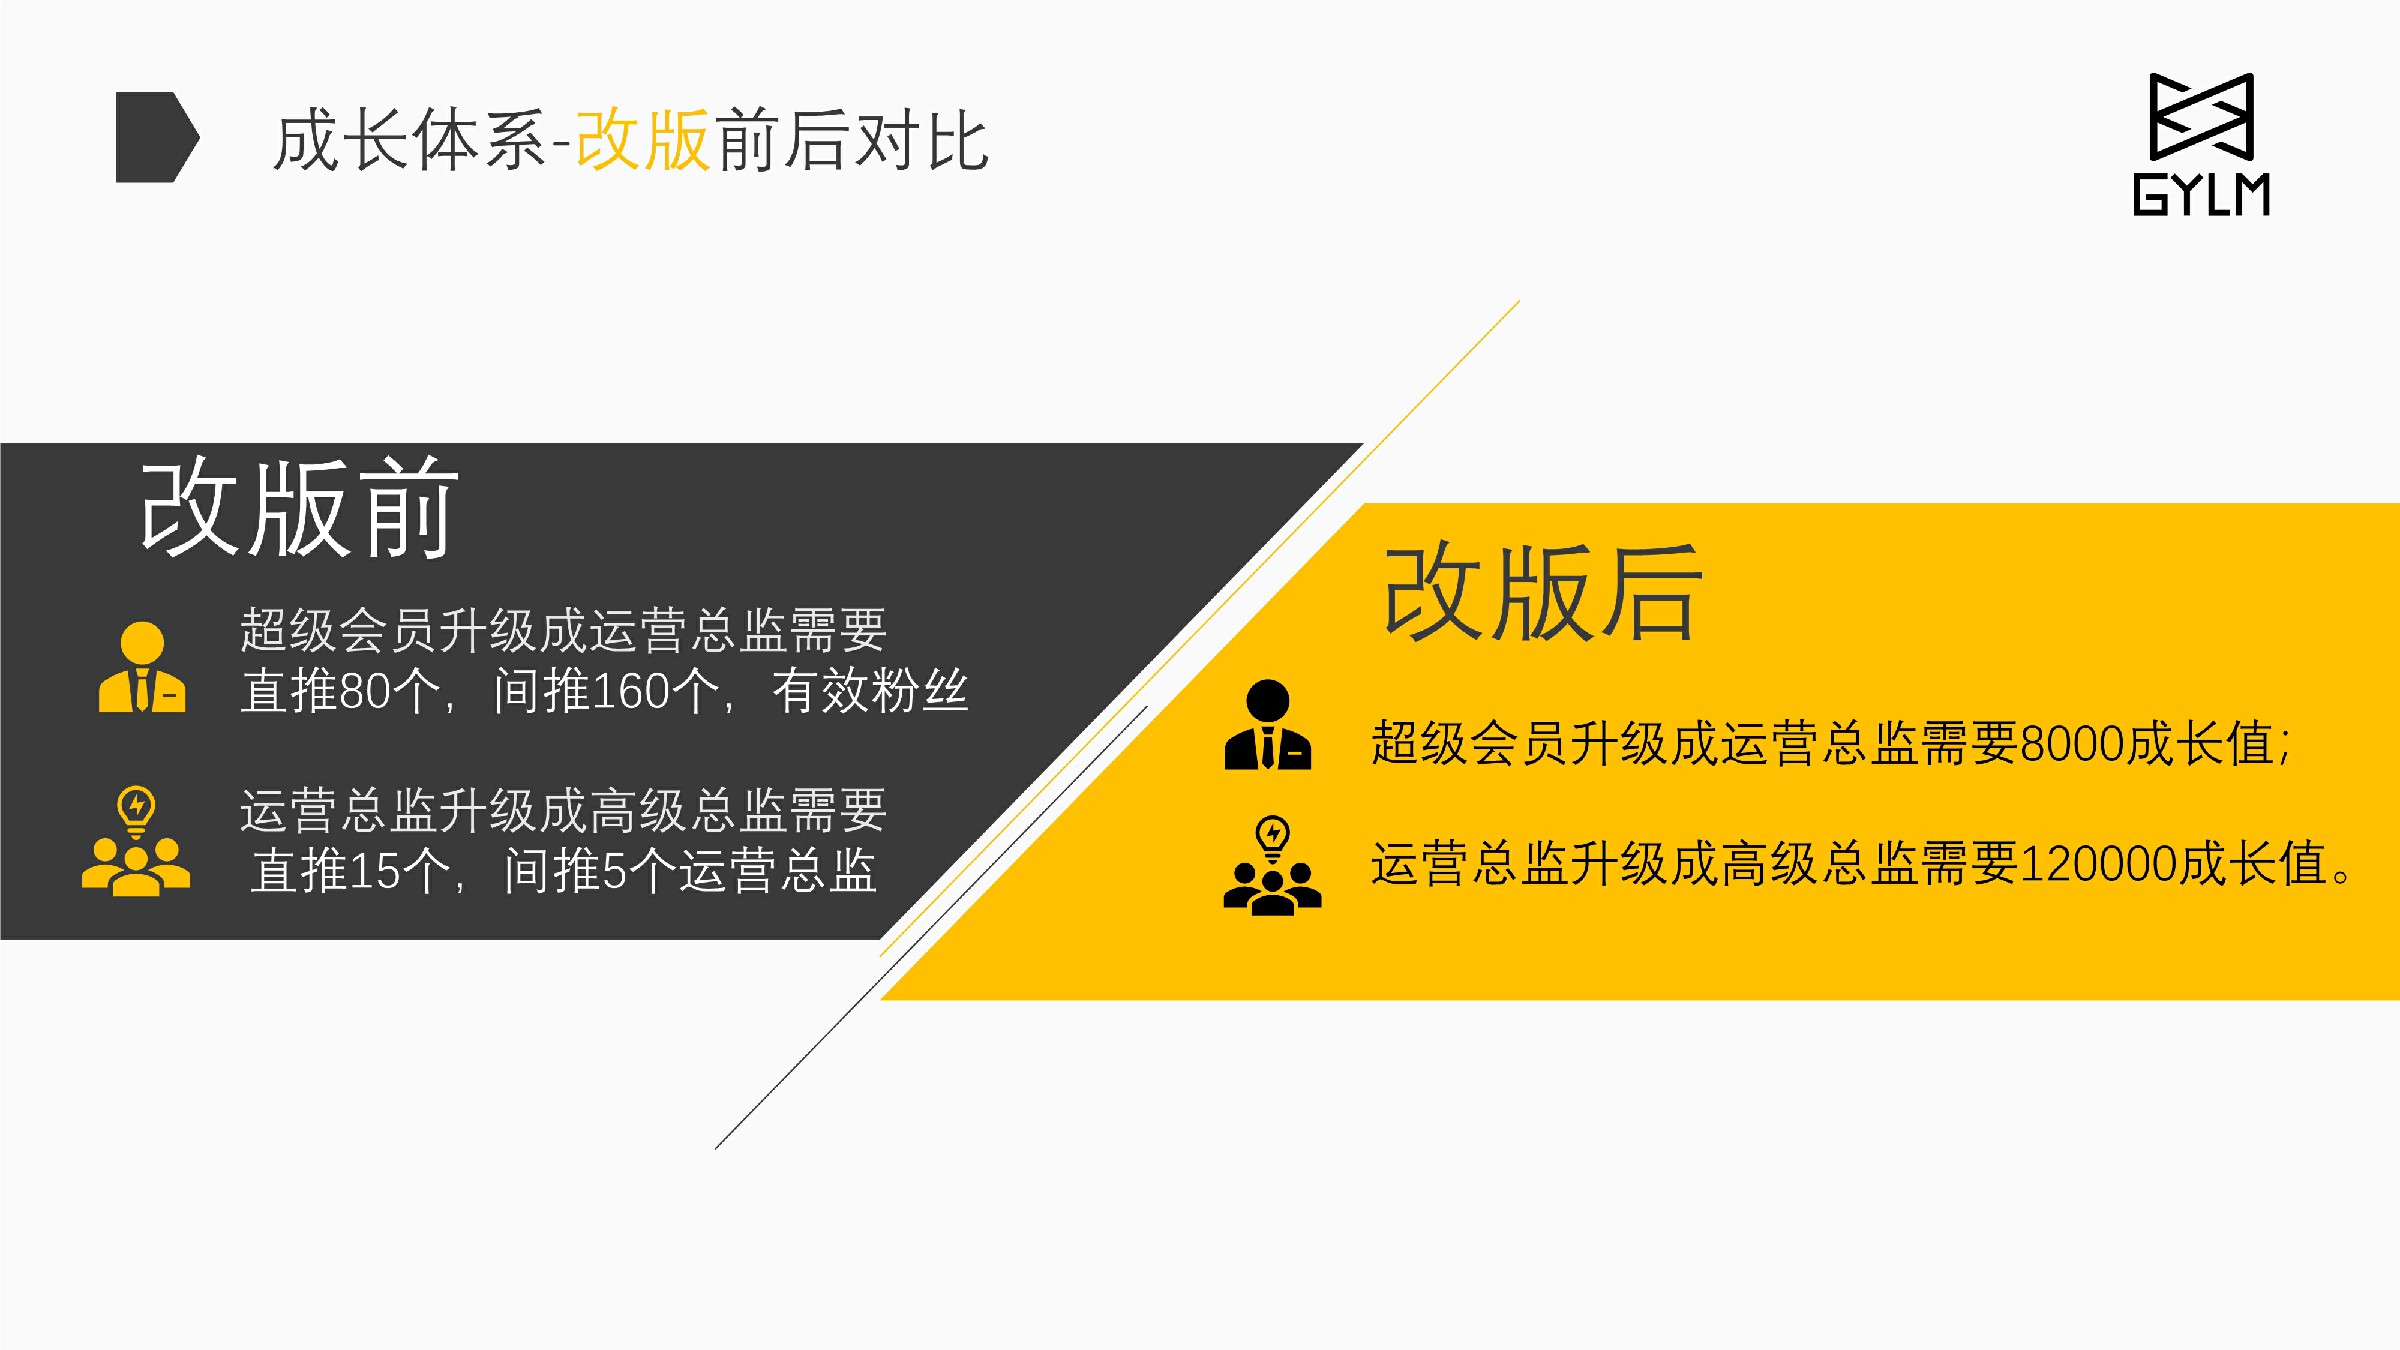 成长体系-改版前后对比
GYLM
改版前
超级会员升级成运营总监需要
直推80个，间推160个，有效粉丝
运营总监升级成高级总监需要
直推15个，间推5个运营总监
改版后
超级会员升级成运营总监需要8000成长值；
运营总监升级成高级总监需要120000成长值。